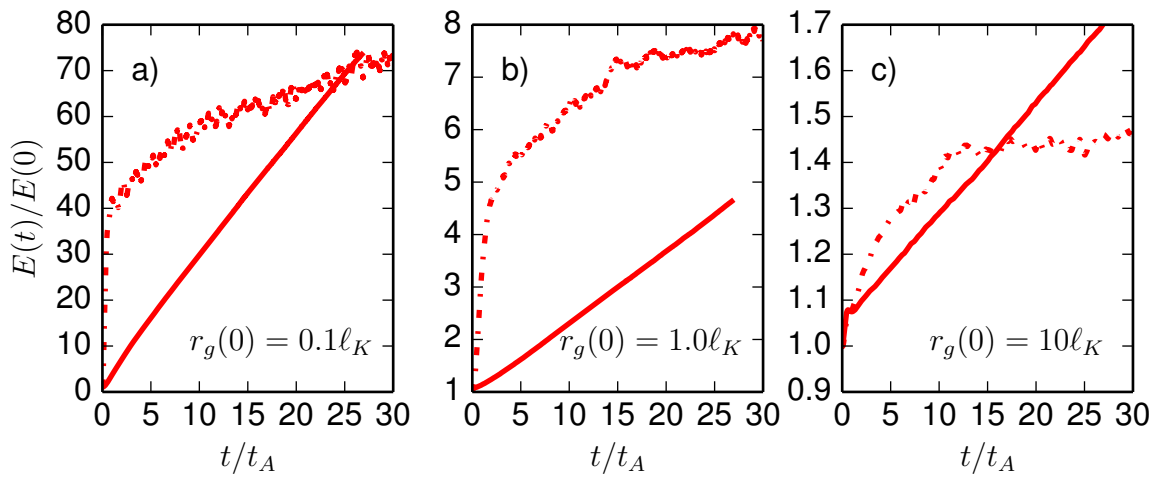 E(t)/E(0)
80
70
60
50
40
30
20
10
0
a)
r_g(0) = 0.1ℓ_K
0 5 10 15 20 25 30
t/t_A
8
7
6
5
4
3
2
1
b)
r_g(0) = 1.0ℓ_K
0 5 10 15 20 25 30
t/t_A
1.7
1.6
1.5
1.4
1.3
1.2
1.1
1.0
0.9
c)
r_g(0) = 10ℓ_K
0 5 10 15 20 25 30
t/t_A